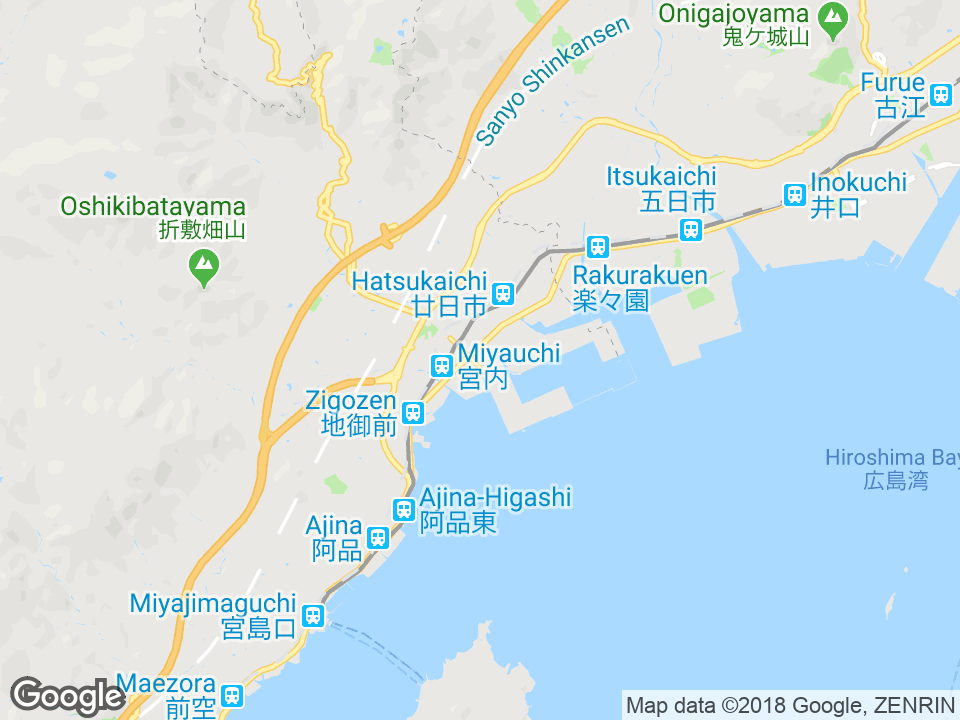 Onigajoyama
鬼ケ城山
Sanyo Shinkansen
Furue
古江
Itsukaichi
五日市
Inokuchi
井口
Oshikibatayama
折敷畑山
Hatsukaichi
廿日市
Rakurakuen
楽々園
Miyauchi
宮内
Zigozen
地御前
Hiroshima Bay
広島湾
Ajina-Higashi
阿品東
Ajina
阿品
Miyajimaguchi
宮島口
Maezora
前空
Google
Map data ©2018 Google, ZENRIN